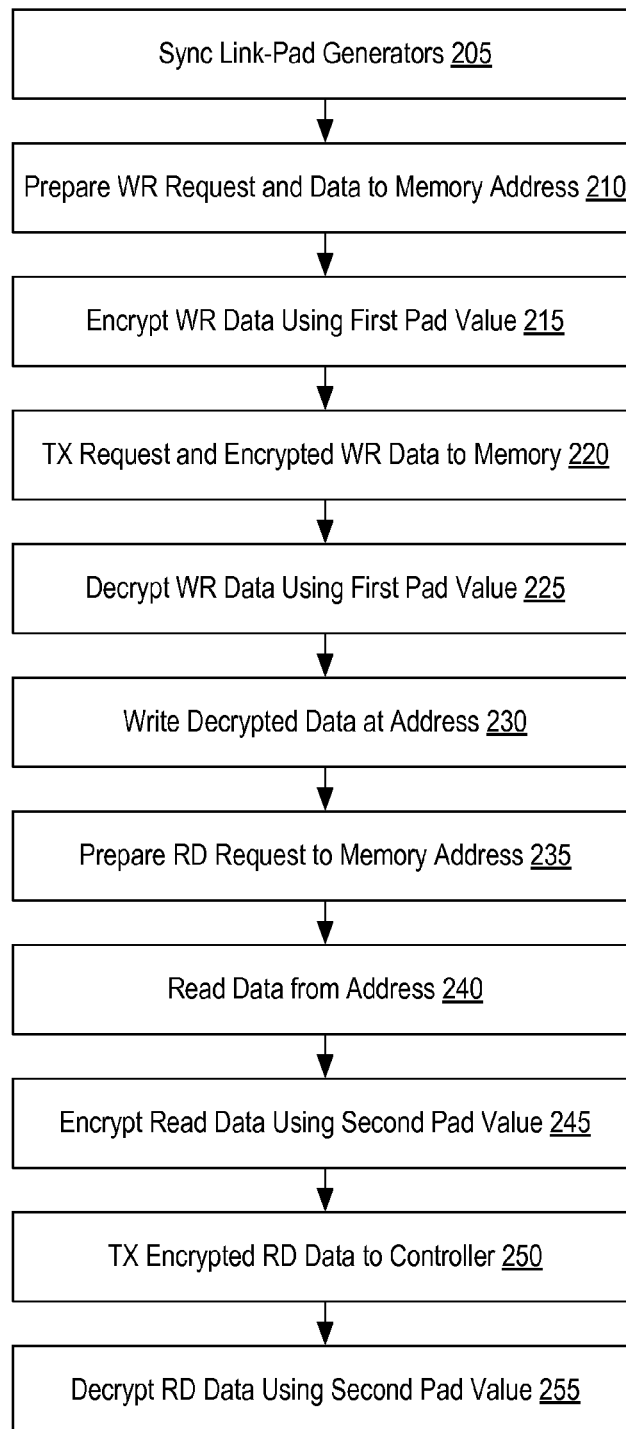 Sync Link-Pad Generators 205
Prepare WR Request and Data to Memory Address 210
Encrypt WR Data Using First Pad Value 215
TX Request and Encrypted WR Data to Memory 220
Decrypt WR Data Using First Pad Value 225
Write Decrypted Data at Address 230
Prepare RD Request to Memory Address 235
Read Data from Address 240
Encrypt Read Data Using Second Pad Value 245
TX Encrypted RD Data to Controller 250
Decrypt RD Data Using Second Pad Value 255